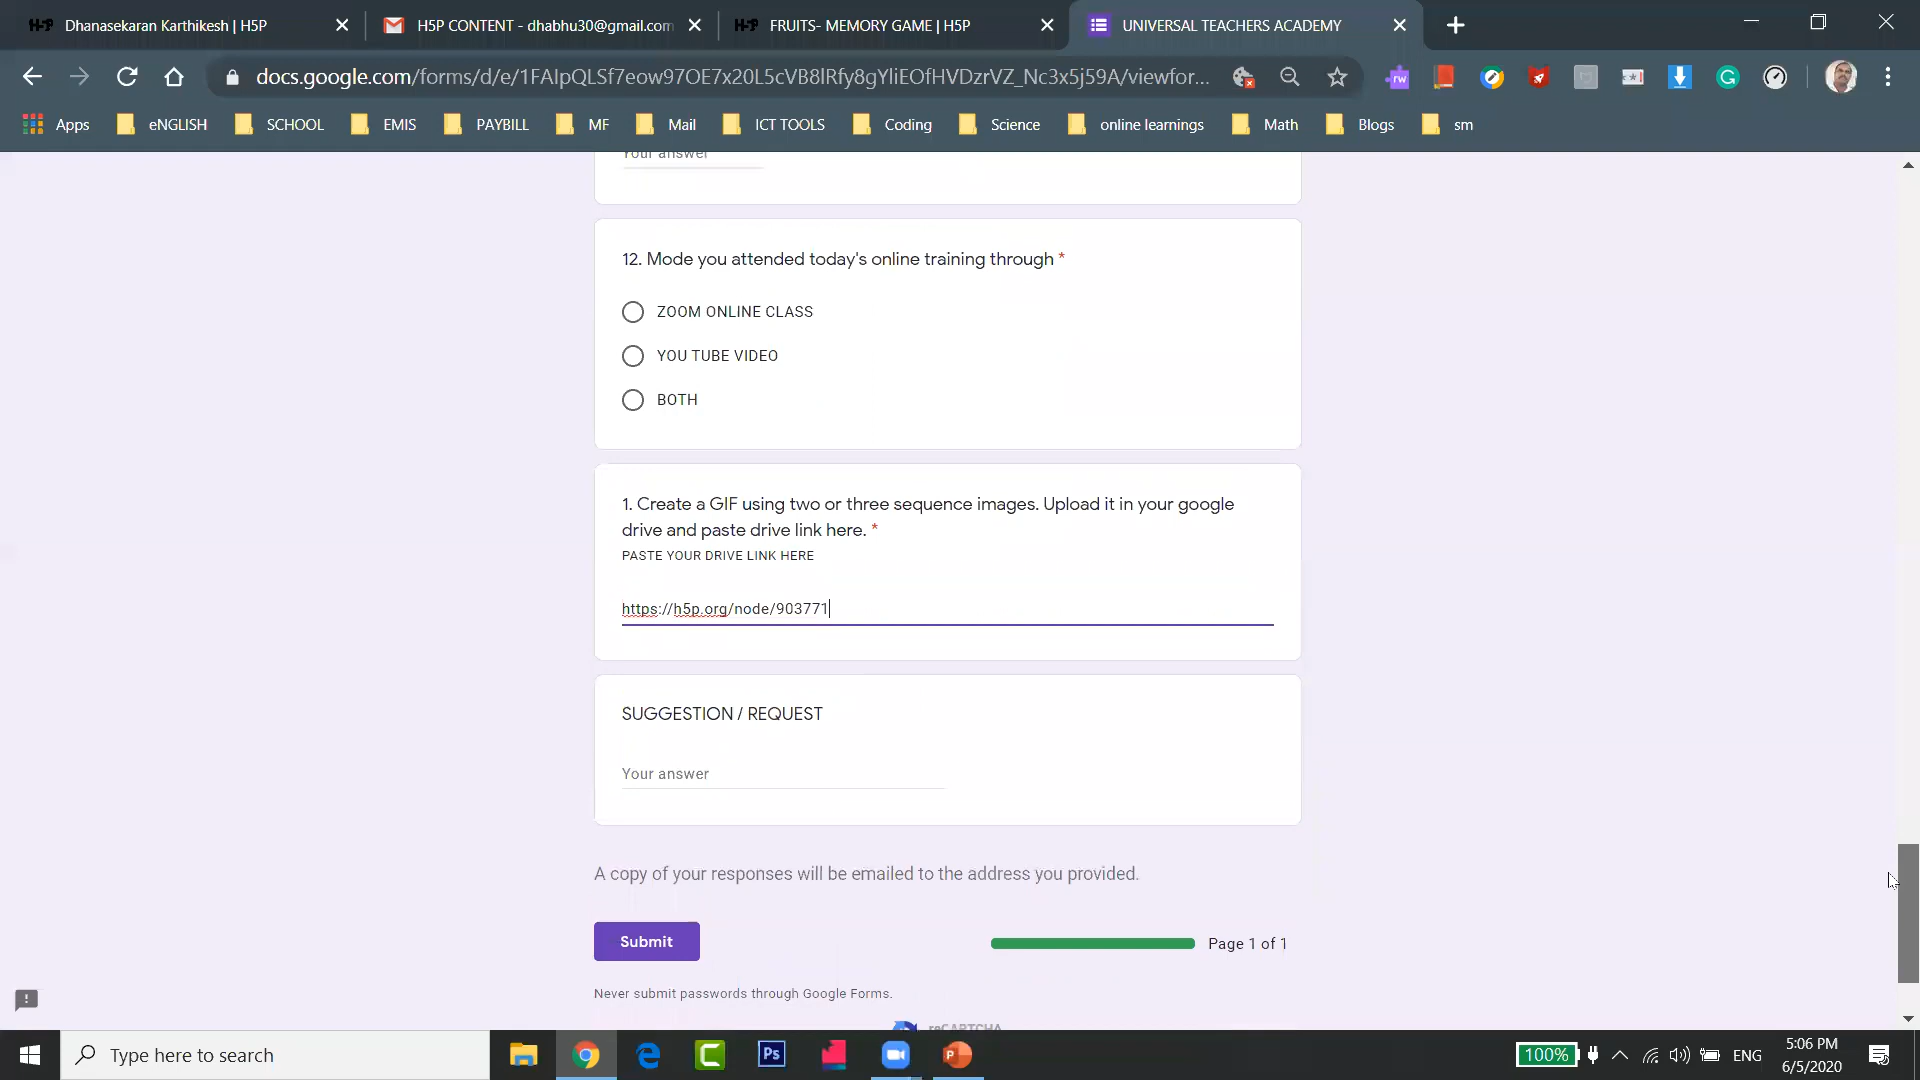 Dhanasekaran Karthikesh | H5P
H5P CONTENT - dhabhu30@gmail.com
FRUITS- MEMORY GAME | H5P
UNIVERSAL TEACHERS ACADEMY
docs.google.com/forms/d/e/1FAIpQLSf7eow97OE7x20L5cVB8lRfy8gYliEOfHVDzrVZ_Nc3x5j59A/viewfor...
Apps
eNGLISH
SCHOOL
EMIS
PAYBILL
MF
Mail
ICT TOOLS
Coding
Science
online learnings
Math
Blogs
sm
Your answer
12. Mode you attended today's online training through *
ZOOM ONLINE CLASS
YOU TUBE VIDEO
BOTH
1. Create a GIF using two or three sequence images. Upload it in your google
drive and paste drive link here. *
PASTE YOUR DRIVE LINK HERE
https://h5p.org/node/903771
SUGGESTION / REQUEST
Your answer
A copy of your responses will be emailed to the address you provided.
Submit
Page 1 of 1
Never submit passwords through Google Forms.
reCAPTCHA
Type here to search
100%
ENG
5:06 PM
6/5/2020